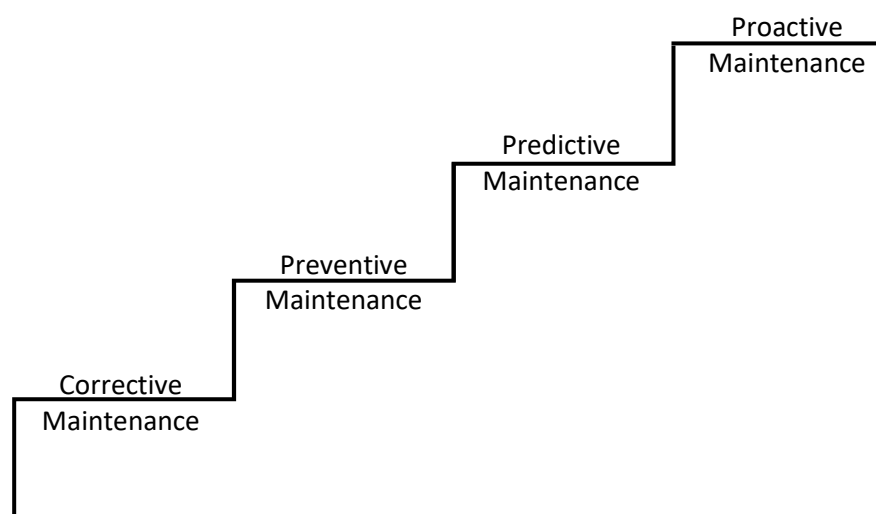 Proactive
Maintenance
Predictive
Maintenance
Preventive
Maintenance
Corrective
Maintenance